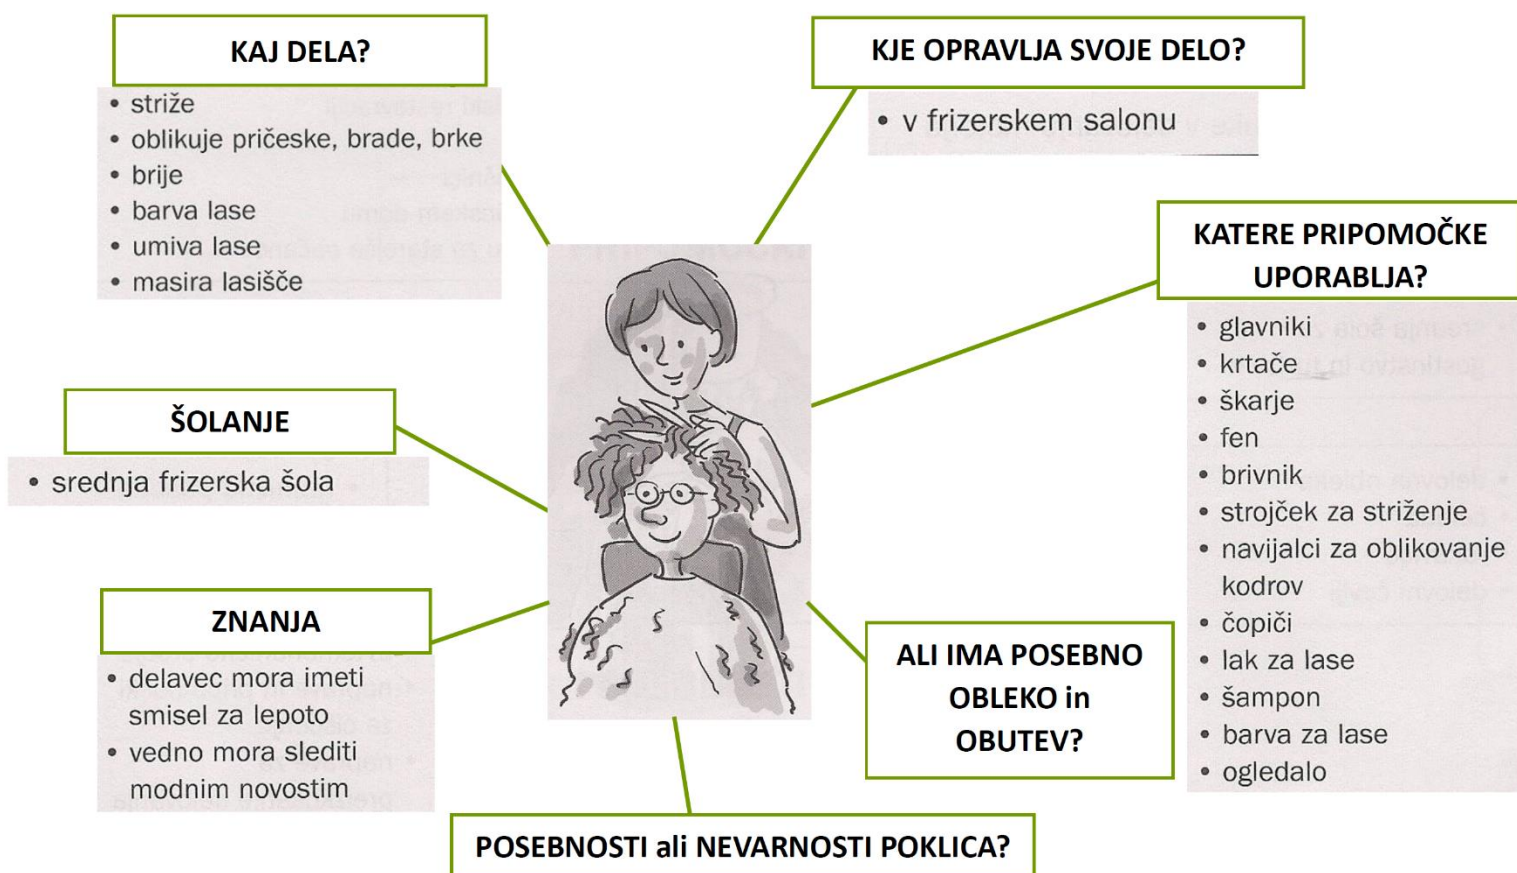 KAJ DELA?
• striže
• oblikuje pričeske, brade, brke
• brije
• barva lase
• umiva lase
• masira lasišče
KJE OPRAVLJA SVOJE DELO?
• v frizerskem salonu
KATERE PRIPOMOČKE
UPORABLJA?
• glavniki
• krtače
• škarje
• fen
• brivnik
• strojček za striženje
• navijalci za oblikovanje
kodrov
• čopiči
• lak za lase
• šampon
• barva za lase
• ogledalo
ŠOLANJE
• srednja frizerska šola
ZNANJA
• delavec mora imeti
smisel za lepoto
• vedno mora slediti
modnim novostim
ALI IMA POSEBNO
OBLEKO in
OBUTEV?
POSEBNOSTI ali NEVARNOSTI POKLICA?